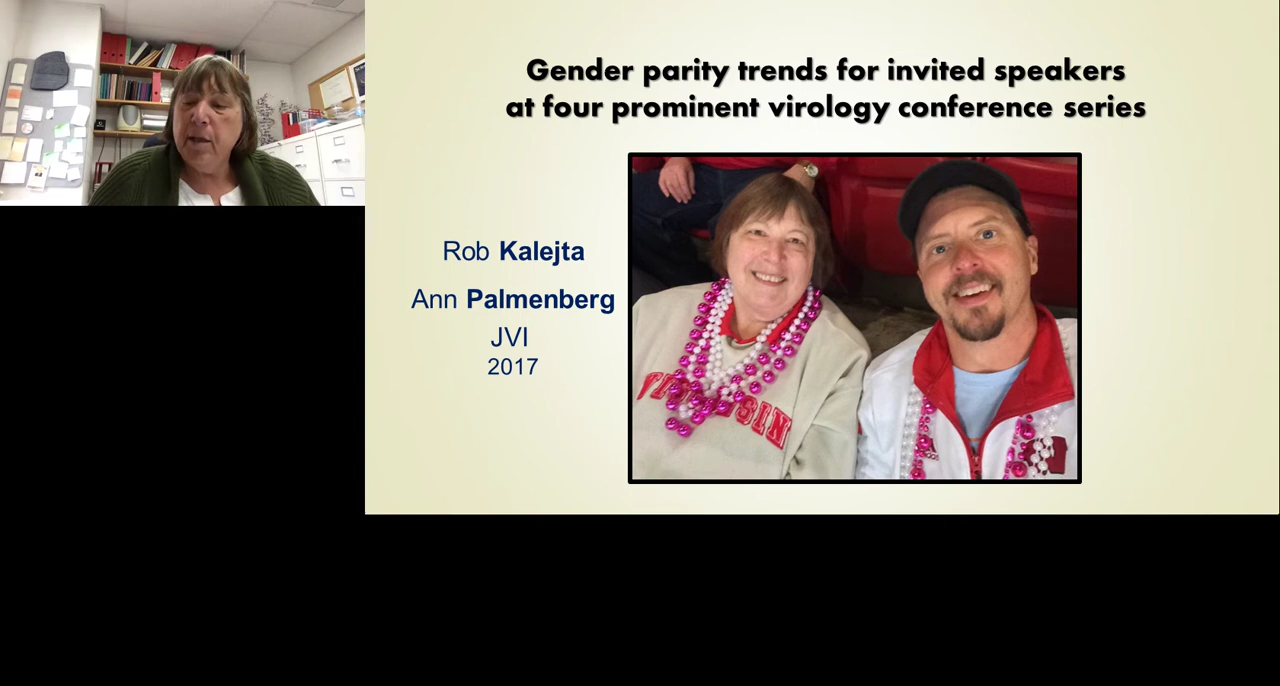 Gender parity trends for invited speakers
at four prominent virology conference series
Rob Kalejta
Ann Palmenberg
JVI
2017